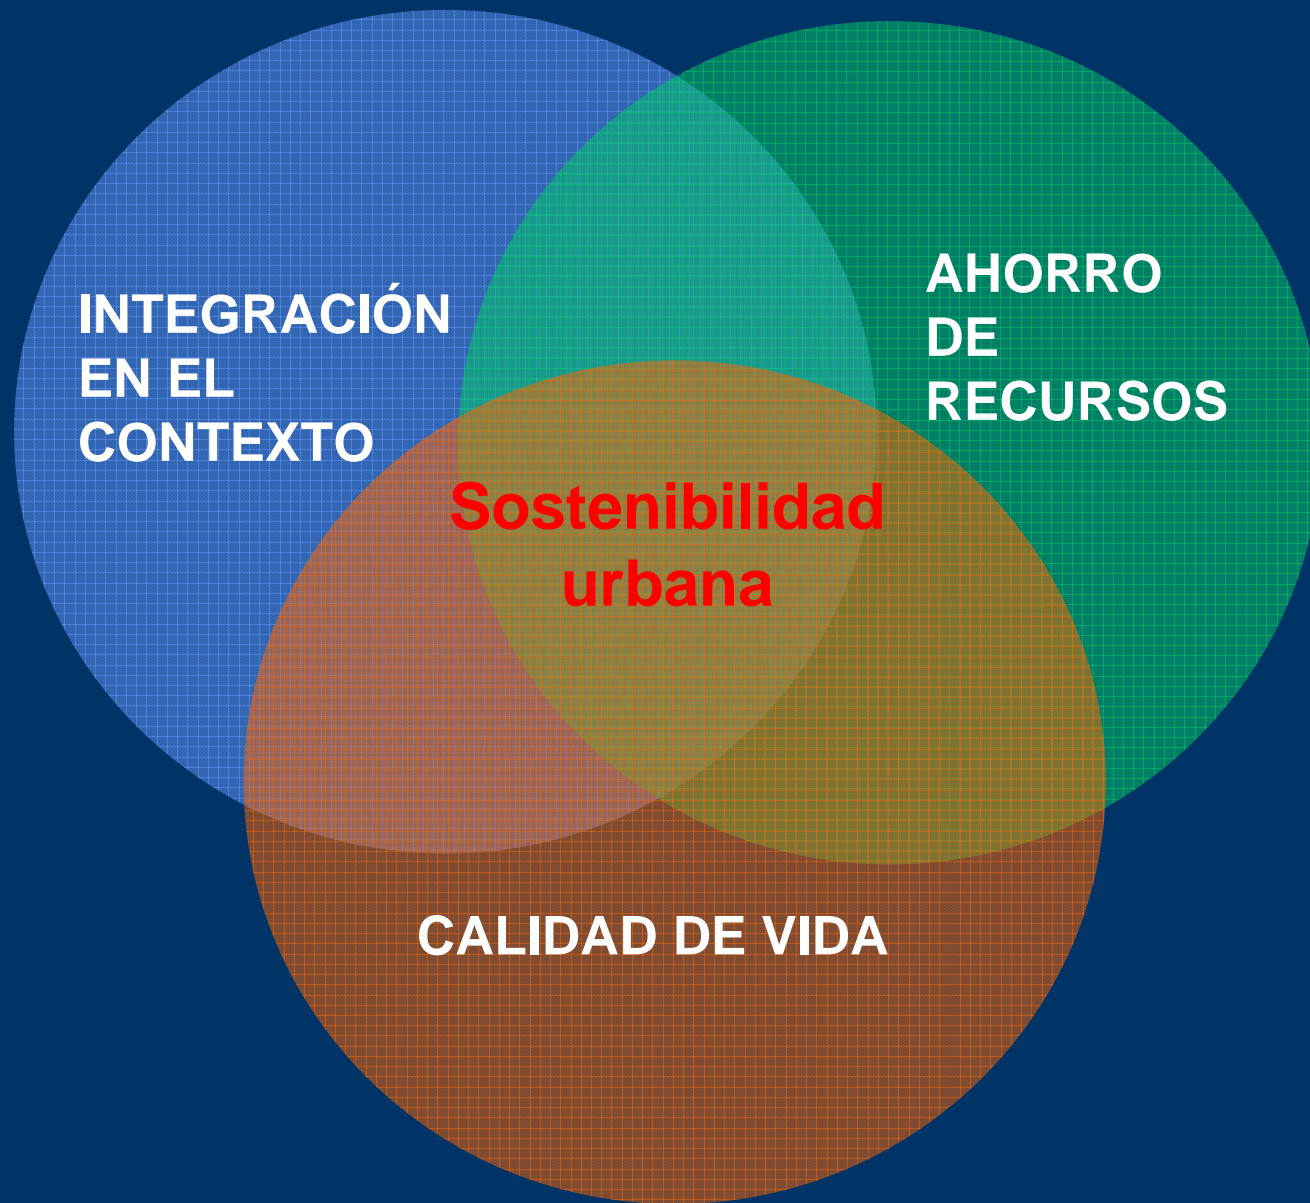 INTEGRACIÓN
EN EL
CONTEXTO
AHORRO
DE
RECURSOS
Sostenibilidad
urbana
CALIDAD DE VIDA